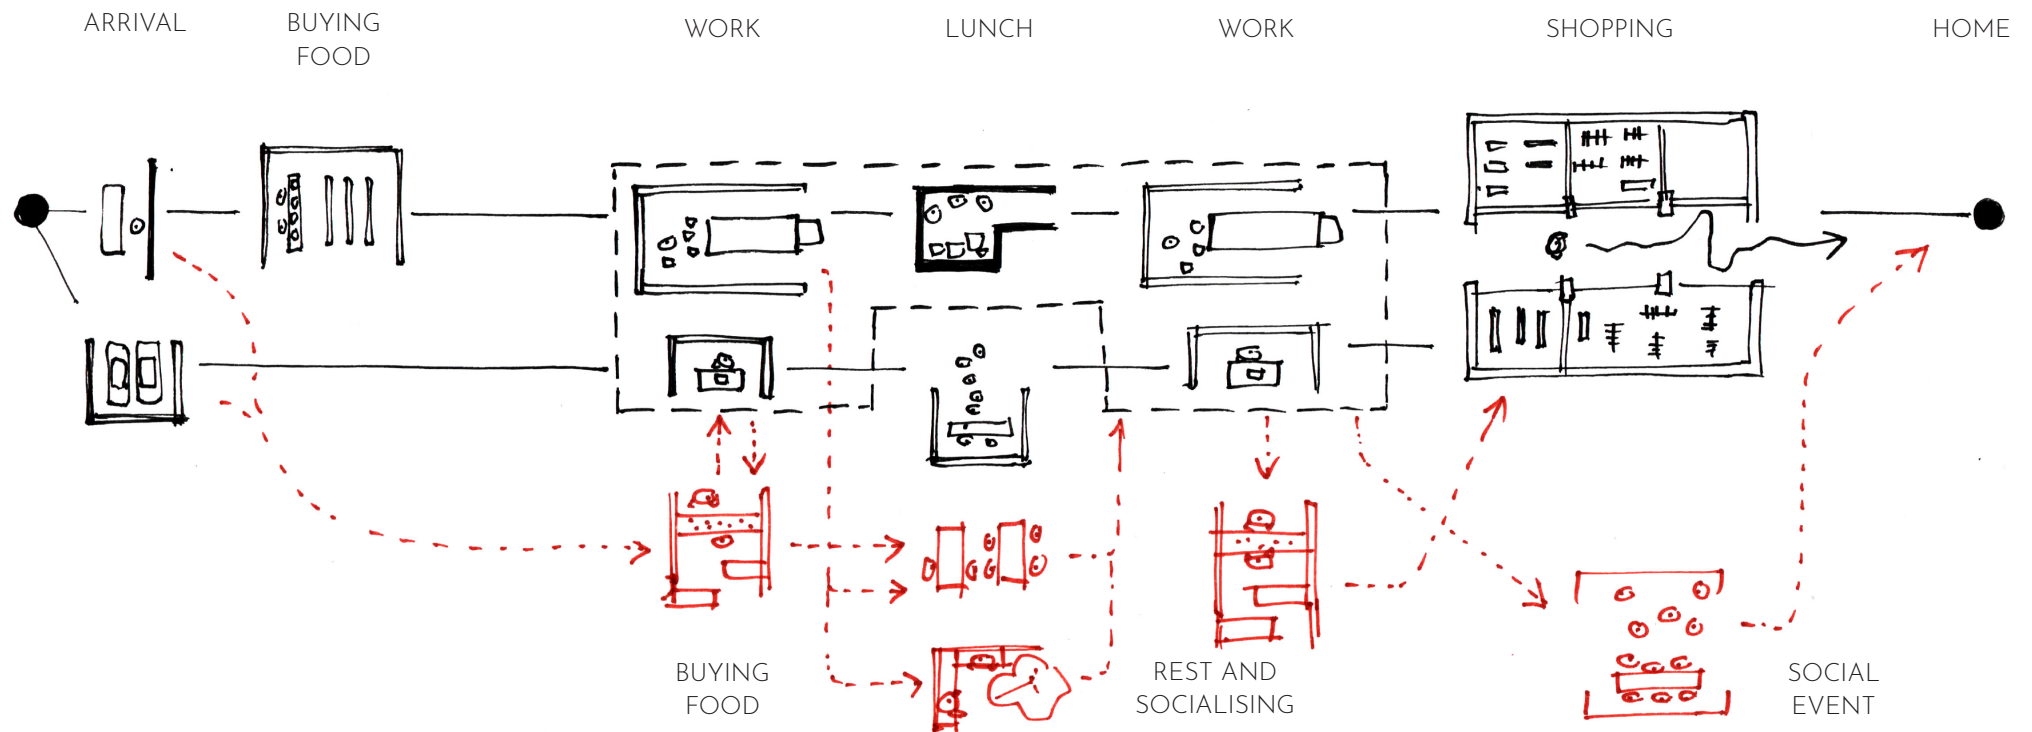 ARRIVAL
BUYING
FOOD
WORK
LUNCH
WORK
SHOPPING
HOME
BUYING
FOOD
REST AND
SOCIALISING
SOCIAL
EVENT